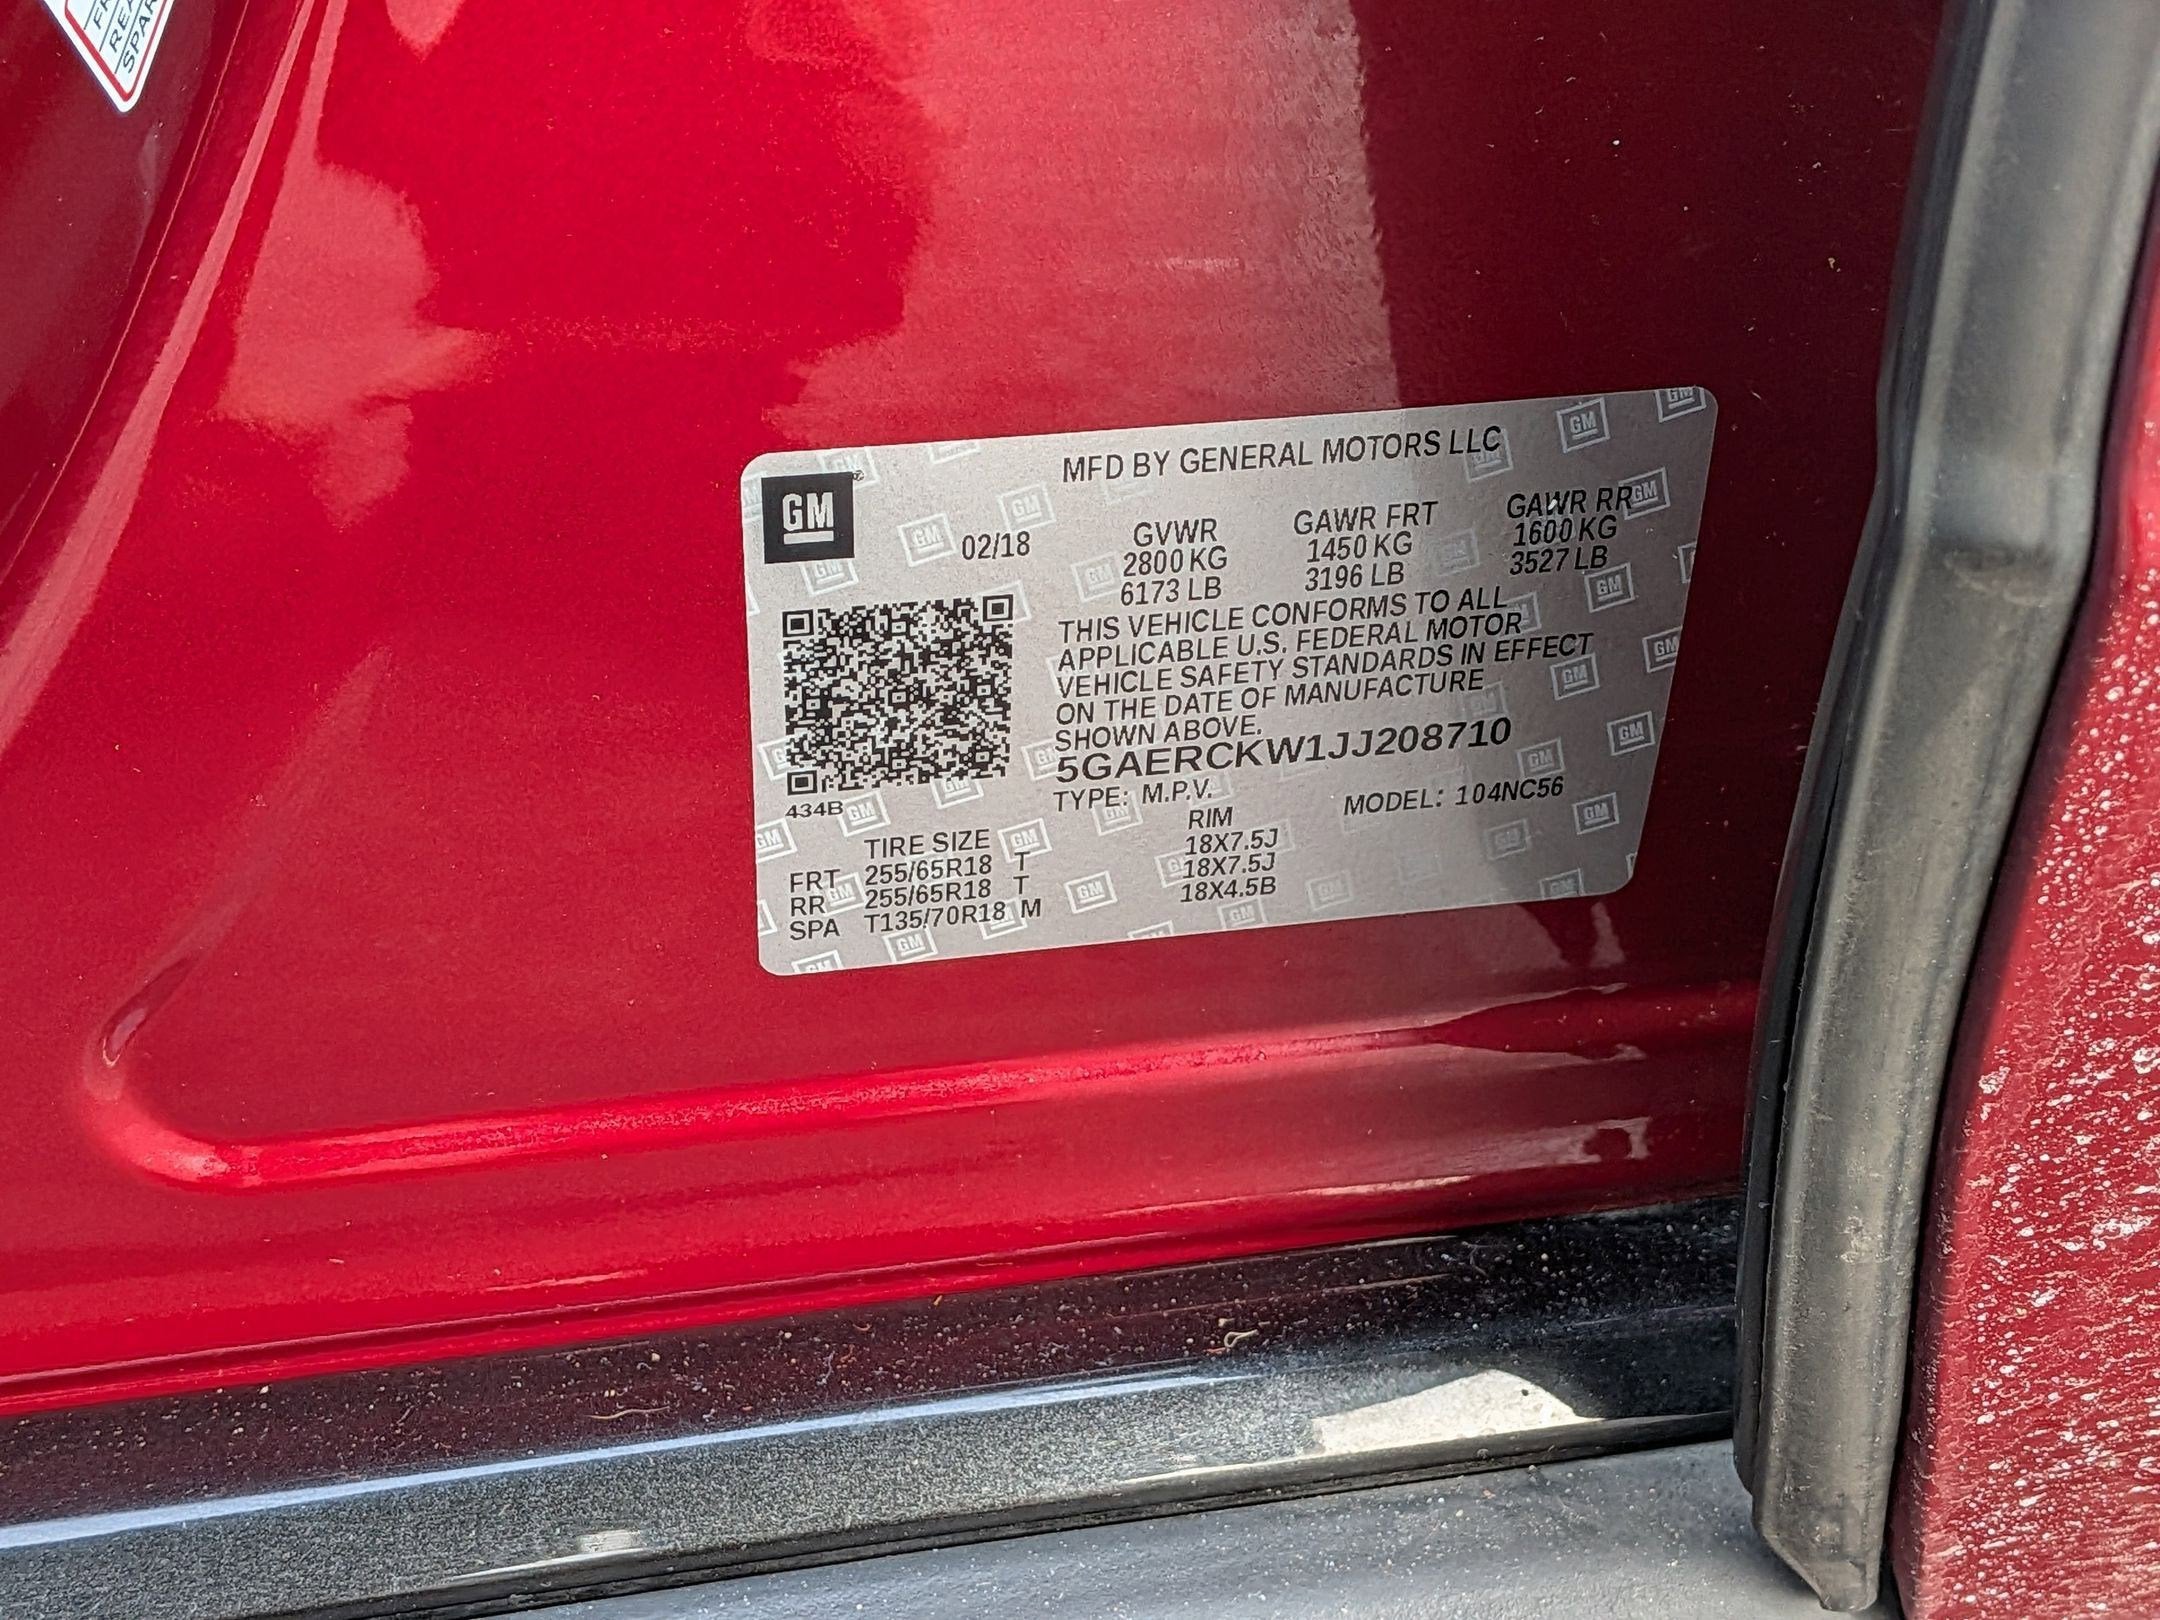 FR
REA
SPAR
MFD BY GENERAL MOTORS LLC
GM
02/18
GVWR GAWR FRT GAWR RR
2800 KG 1450 KG 1600 KG
6173 LB 3196 LB 3527 LB
THIS VEHICLE CONFORMS TO ALL
APPLICABLE U.S. FEDERAL MOTOR
VEHICLE SAFETY STANDARDS IN EFFECT
ON THE DATE OF MANUFACTURE
SHOWN ABOVE.
5GAERCKW1JJ208710
TYPE: M.P.V. MODEL: 104NC56
434B
TIRE SIZE RIM
FRT 255/65R18 T 18X7.5J
RR 255/65R18 T 18X7.5J
SPA T135/70R18 M 18X4.5B